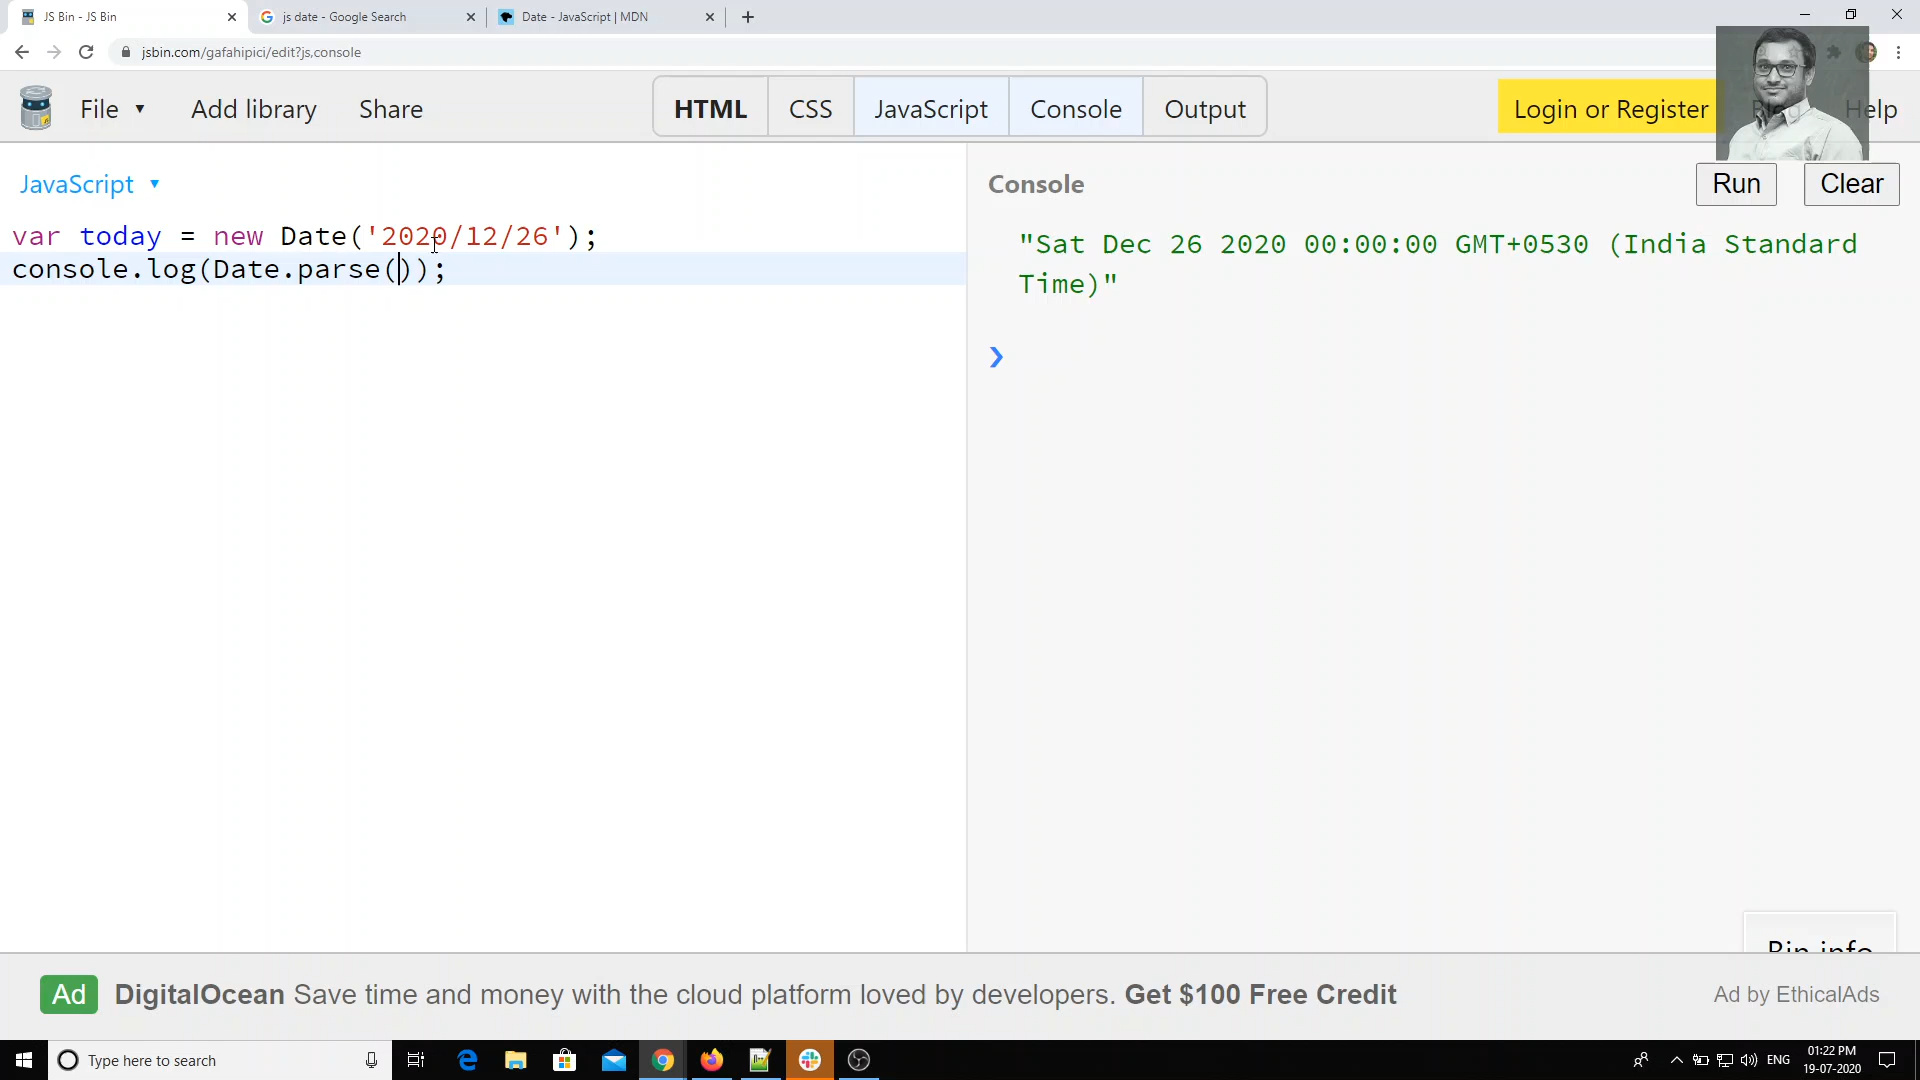 JS Bin - JS Bin
js date - Google Search
Date - JavaScript | MDN
jsbin.com/gafahipici/edit?js,console
File
Add library
Share
HTML
CSS
JavaScript
Console
Output
Login or Register
Blog
Help
JavaScript
var today = new Date('2020/12/26');
console.log(Date.parse());
Console
Run
Clear
"Sat Dec 26 2020 00:00:00 GMT+0530 (India Standard
Time)"
Bin info
Ad DigitalOcean Save time and money with the cloud platform loved by developers. Get $100 Free Credit
Ad by EthicalAds
Type here to search
ENG
01:22 PM
19-07-2020